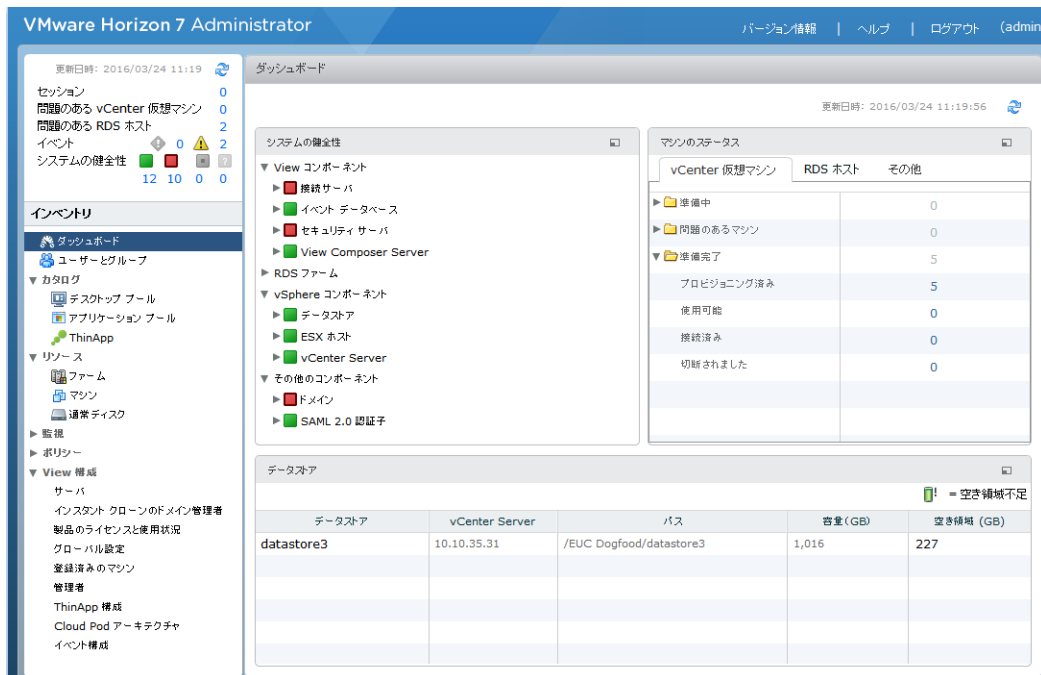 VMware Horizon 7 Administrator
バージョン情報 | ヘルプ | ログアウト (admin
更新日時: 2016/03/24 11:19
セッション 0
問題のある vCenter 仮想マシン 0
問題のある RDS ホスト 2
イベント 0 2
システムの健全性
12 10 0 0
インベントリ
ダッシュボード
ユーザーとグループ
カタログ
デスクトップ プール
アプリケーション プール
ThinApp
リソース
ファーム
マシン
通常ディスク
監視
ポリシー
View 構成
サーバ
インスタント クローンのドメイン管理者
製品のライセンスと使用状況
グローバル設定
登録済みのマシン
管理者
ThinApp 構成
Cloud Pod アーキテクチャ
イベント構成
ダッシュボード
更新日時: 2016/03/24 11:19:56
システムの健全性
View コンポーネント
接続サーバ
イベント データベース
セキュリティ サーバ
View Composer Server
RDS ファーム
vSphere コンポーネント
データストア
ESX ホスト
vCenter Server
その他のコンポーネント
ドメイン
SAML 2.0 認証子
マシンのステータス
vCenter 仮想マシン RDS ホスト その他
準備中 0
問題のあるマシン 0
準備完了 5
プロビジョニング済み 5
使用可能 0
接続済み 0
切断されました 0
データストア
! = 空き領域不足
データストア vCenter Server パス 容量(GB) 空き領域 (GB)
datastore3 10.10.35.31 /EUC Dogfood/datastore3 1,016 227